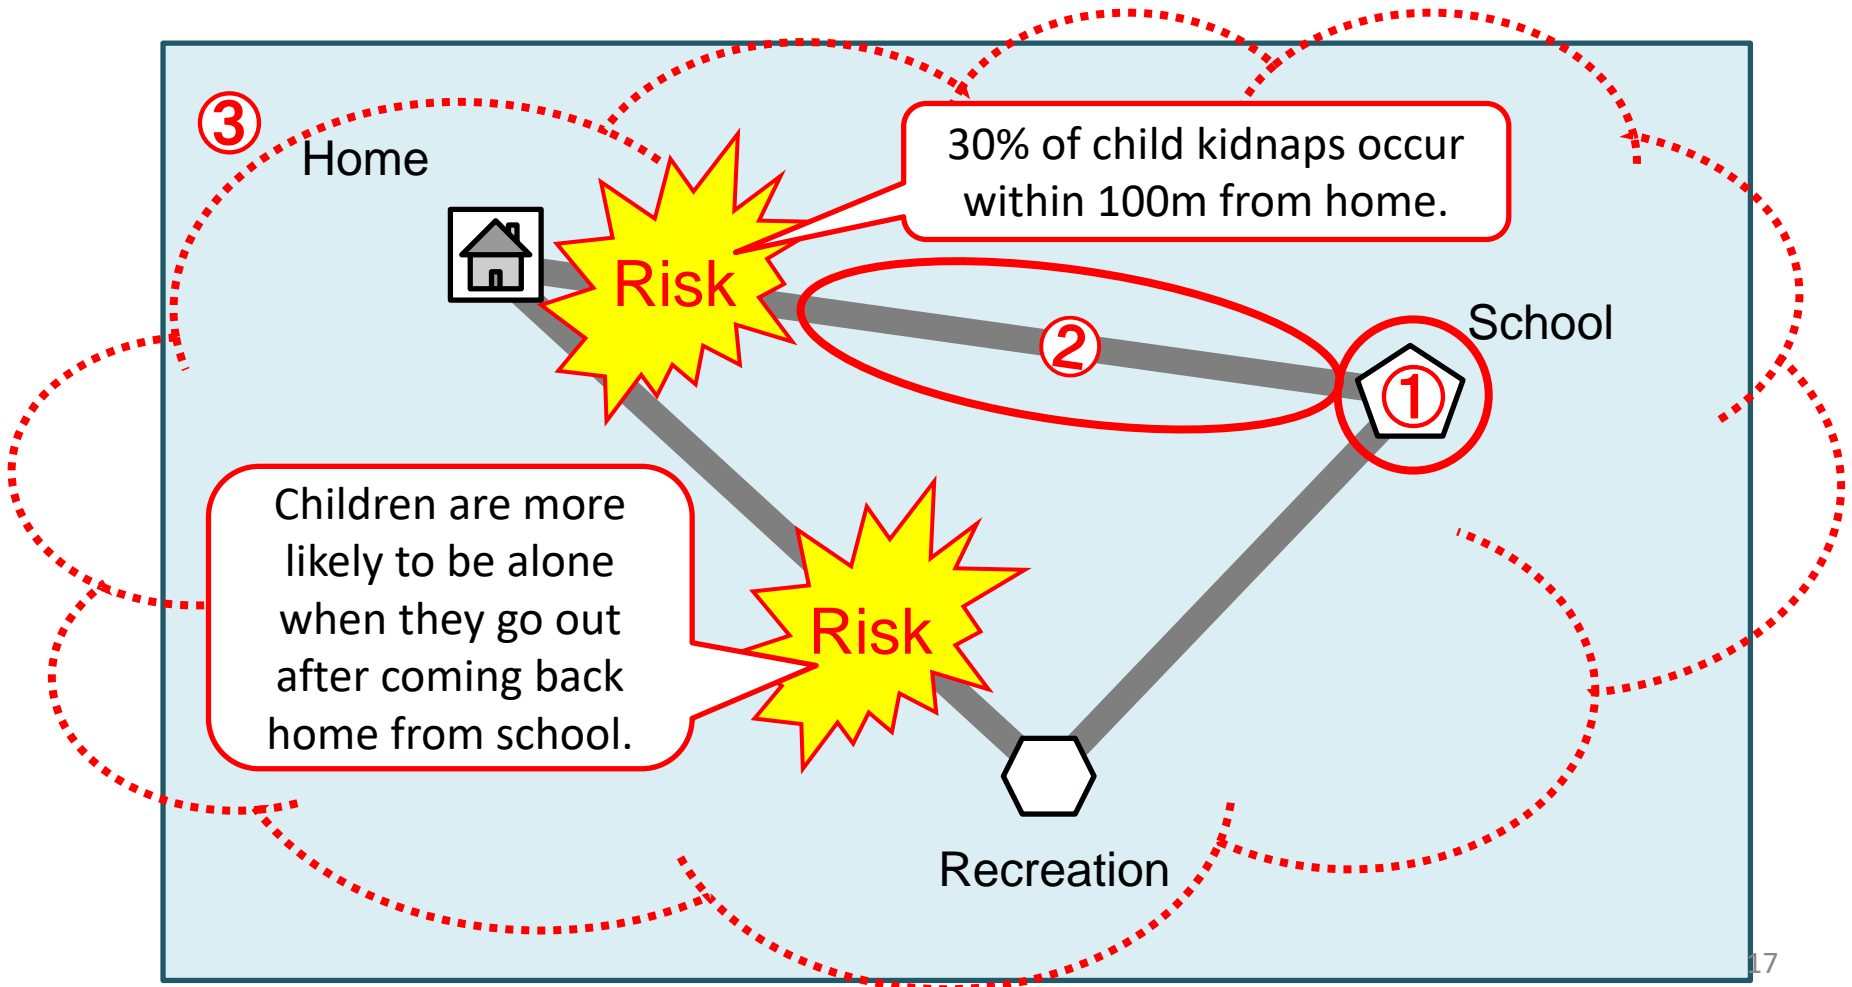 ③
Home
30% of child kidnaps occur
within 100m from home.
Risk
School
②
①
Children are more
likely to be alone
when they go out
after coming back
home from school.
Risk
Recreation
17